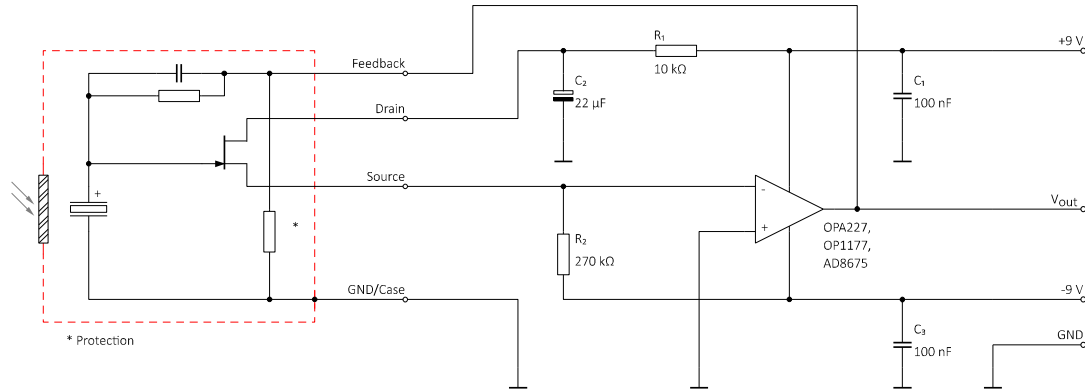 Feedback
Drain
Source
GND/Case
+
*
* Protection
R₁
10 kΩ
C₂
22 µF
R₂
270 kΩ
-
+
OPA227,
OP1177,
AD8675
+9 V
C₁
100 nF
Vout
-9 V
C₃
100 nF
GND